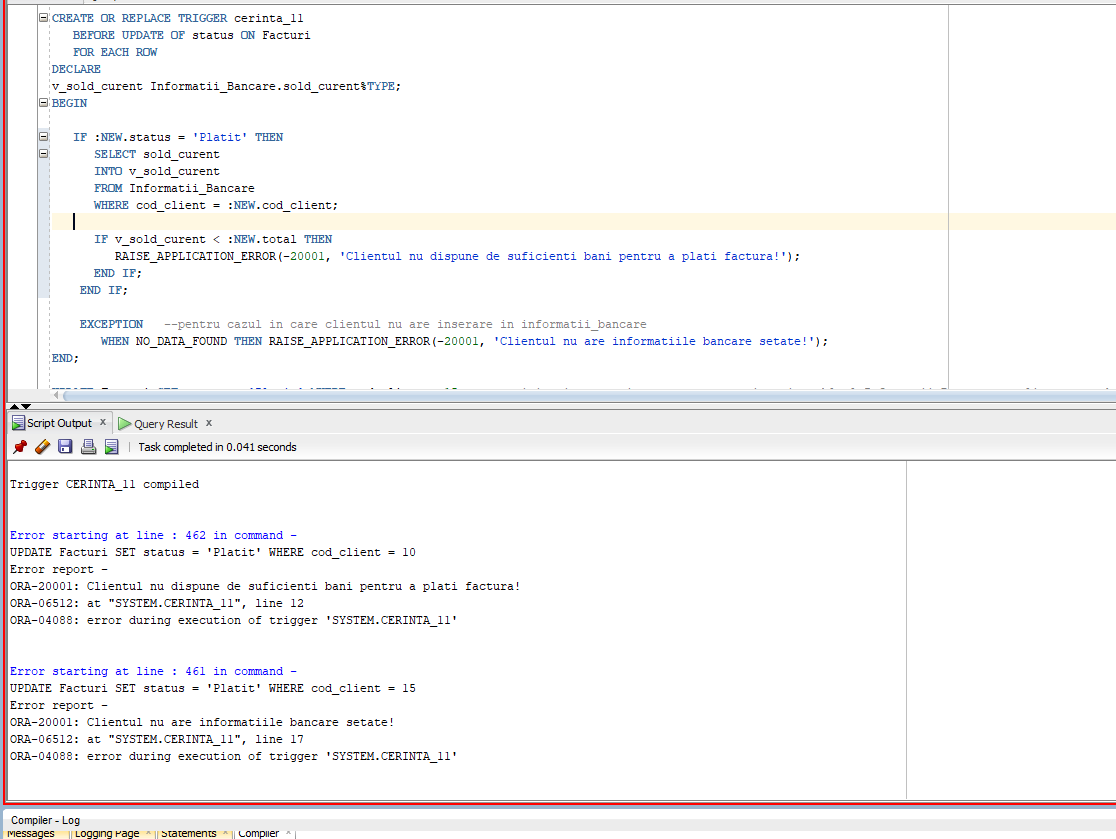 CREATE OR REPLACE TRIGGER cerinta_11
BEFORE UPDATE OF status ON Facturi
FOR EACH ROW
DECLARE
v_sold_curent Informatii_Bancare.sold_curent%TYPE;
BEGIN
IF :NEW.status = 'Platit' THEN
SELECT sold_curent
INTO v_sold_curent
FROM Informatii_Bancare
WHERE cod_client = :NEW.cod_client;
IF v_sold_curent < :NEW.total THEN
RAISE_APPLICATION_ERROR(-20001, 'Clientul nu dispune de suficienti bani pentru a plati factura!');
END IF;
END IF;
EXCEPTION --pentru cazul in care clientul nu are inserare in informatii_bancare
WHEN NO_DATA_FOUND THEN RAISE_APPLICATION_ERROR(-20001, 'Clientul nu are informatiile bancare setate!');
END;
Script Output x Query Result x
Task completed in 0.041 seconds
Trigger CERINTA_11 compiled
Error starting at line : 462 in command -
UPDATE Facturi SET status = 'Platit' WHERE cod_client = 10
Error report -
ORA-20001: Clientul nu dispune de suficienti bani pentru a plati factura!
ORA-06512: at "SYSTEM.CERINTA_11", line 12
ORA-04088: error during execution of trigger 'SYSTEM.CERINTA_11'
Error starting at line : 461 in command -
UPDATE Facturi SET status = 'Platit' WHERE cod_client = 15
Error report -
ORA-20001: Clientul nu are informatiile bancare setate!
ORA-06512: at "SYSTEM.CERINTA_11", line 17
ORA-04088: error during execution of trigger 'SYSTEM.CERINTA_11'
Compiler - Log
Messages Logging Page x Statements x Compiler x